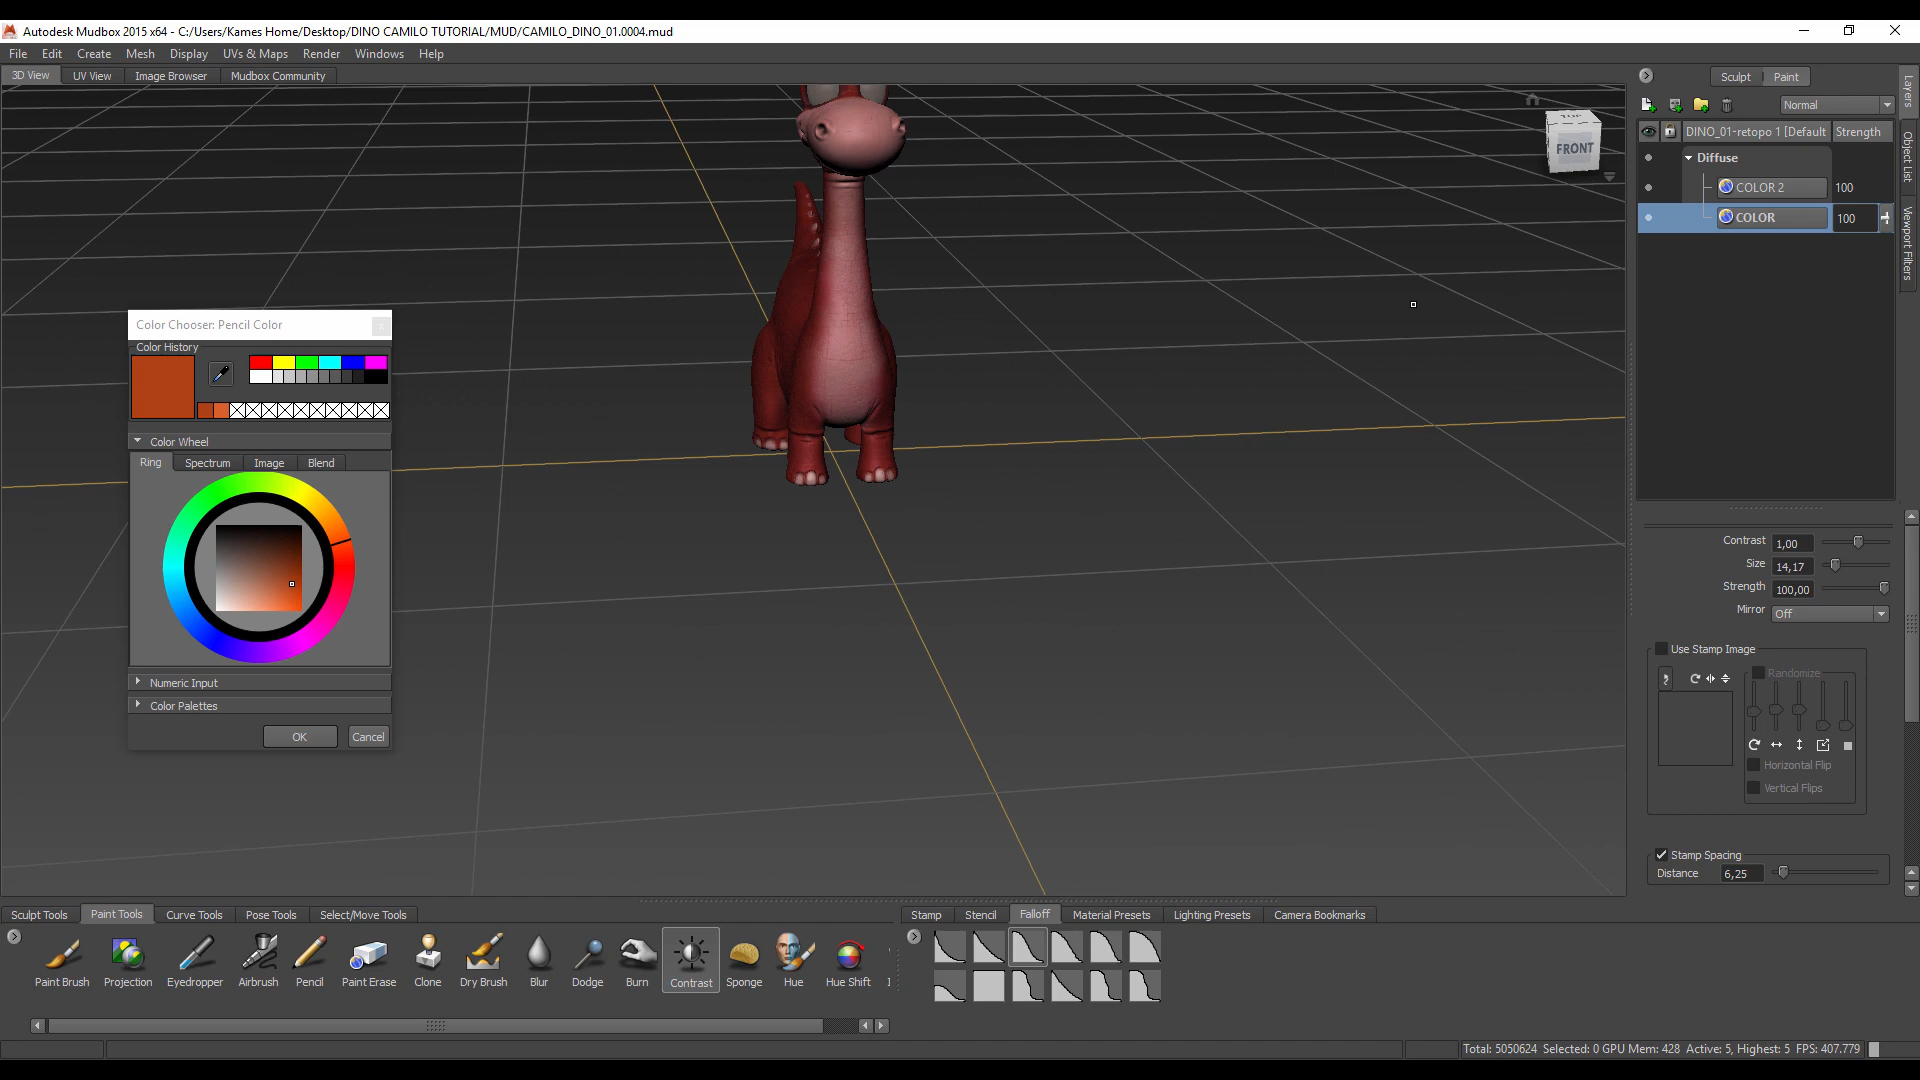 Autodesk Mudbox 2015 x64 - C:/Users/Kames Home/Desktop/DINO CAMILO TUTORIAL/MUD/CAMILO_DINO_01.0004.mud
File Edit Create Mesh Display UVs & Maps Render Windows Help
3D View UV View Image Browser Mudbox Community
Sculpt Paint
Normal
DINO_01-retopo 1 [Default Strength
Diffuse
COLOR 2 100
COLOR 100
Layers
Object List
Viewport Filters
TOP
FRONT
Color Chooser: Pencil Color
Color History
Color Wheel
Ring Spectrum Image Blend
Numeric Input
Color Palettes
OK Cancel
Contrast 1,00
Size 14,17
Strength 100,00
Mirror Off
Use Stamp Image
Randomize
Horizontal Flip
Vertical Flips
Stamp Spacing
Distance 6,25
Sculpt Tools Paint Tools Curve Tools Pose Tools Select/Move Tools
Paint Brush Projection Eyedropper Airbrush Pencil Paint Erase Clone Dry Brush Blur Dodge Burn Contrast Sponge Hue Hue Shift
Stamp Stencil Falloff Material Presets Lighting Presets Camera Bookmarks
Total: 5050624 Selected: 0 GPU Mem: 428 Active: 5, Highest: 5 FPS: 407.779